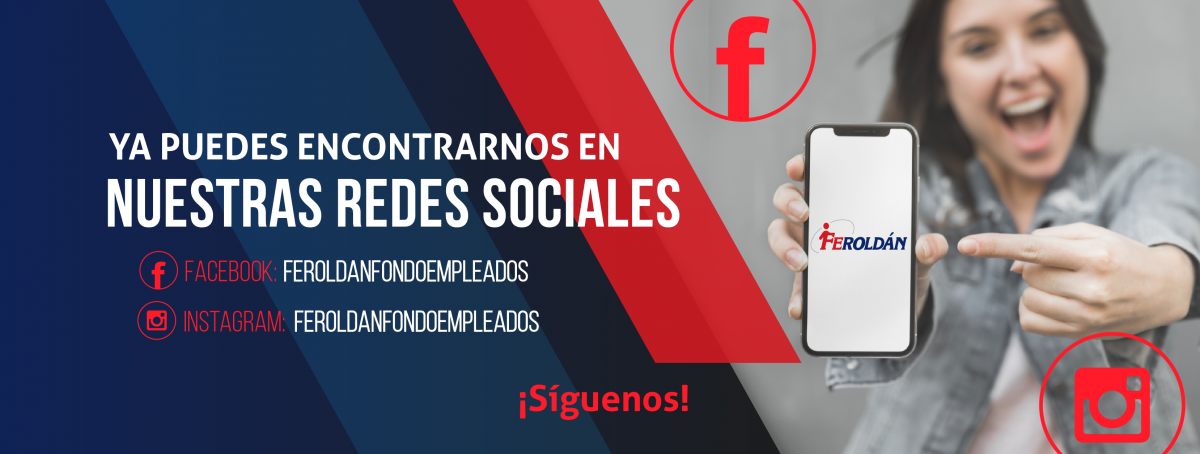 YA PUEDES ENCONTRARNOS EN
NUESTRAS REDES SOCIALES
FACEBOOK: FEROLDANFONDOEMPLEADOS
INSTAGRAM: FEROLDANFONDOEMPLEADOS
¡Síguenos!
FEROLDÁN